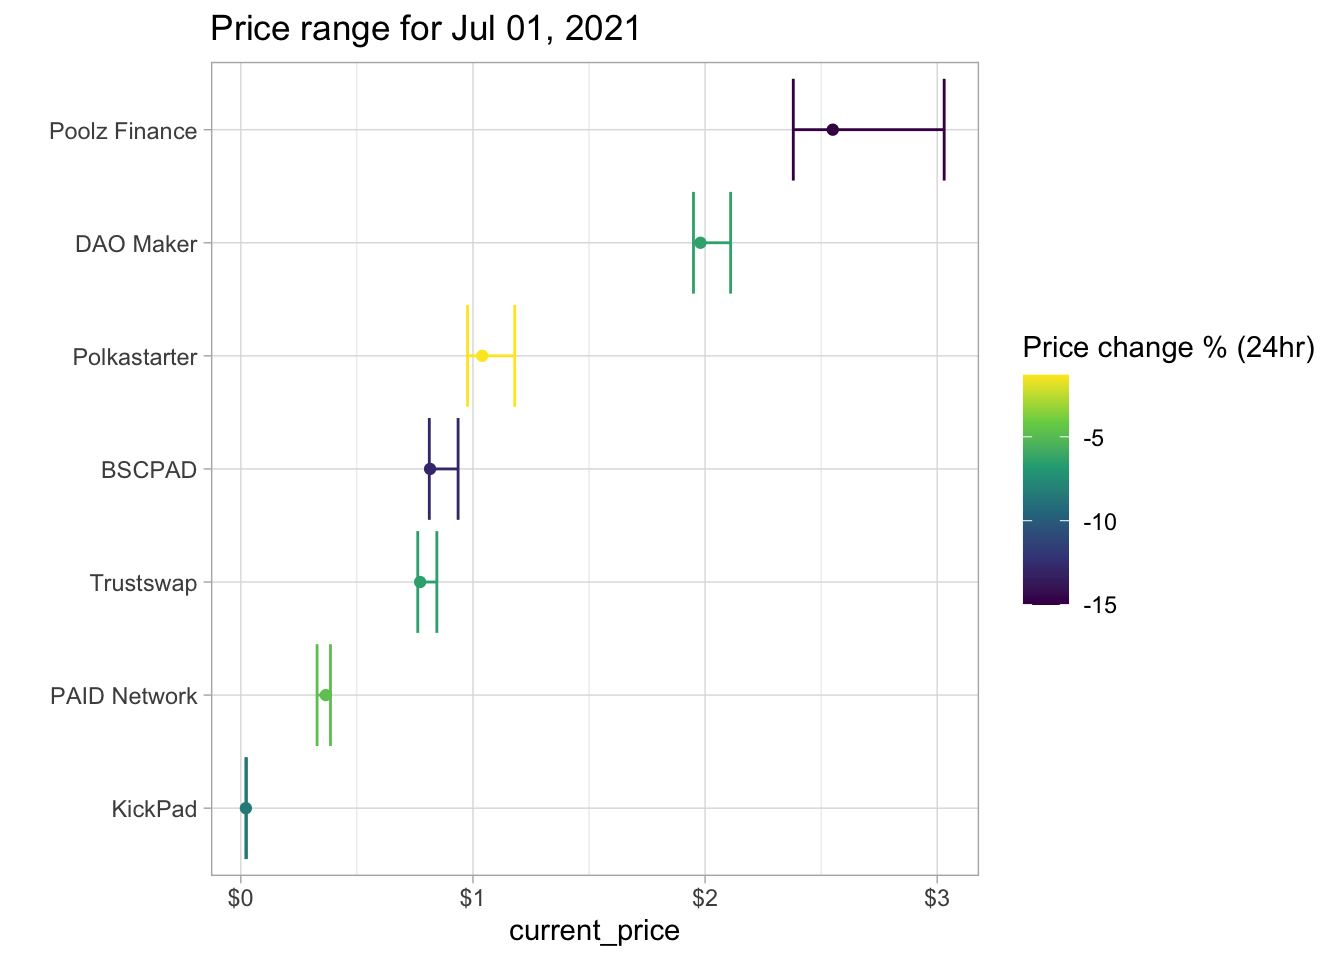 Price range for Jul 01, 2021
Poolz Finance
DAO Maker
Polkastarter
BSCPAD
Trustswap
PAID Network
KickPad
$0 $1 $2 $3
current_price
Price change % (24hr)
-5
-10
-15